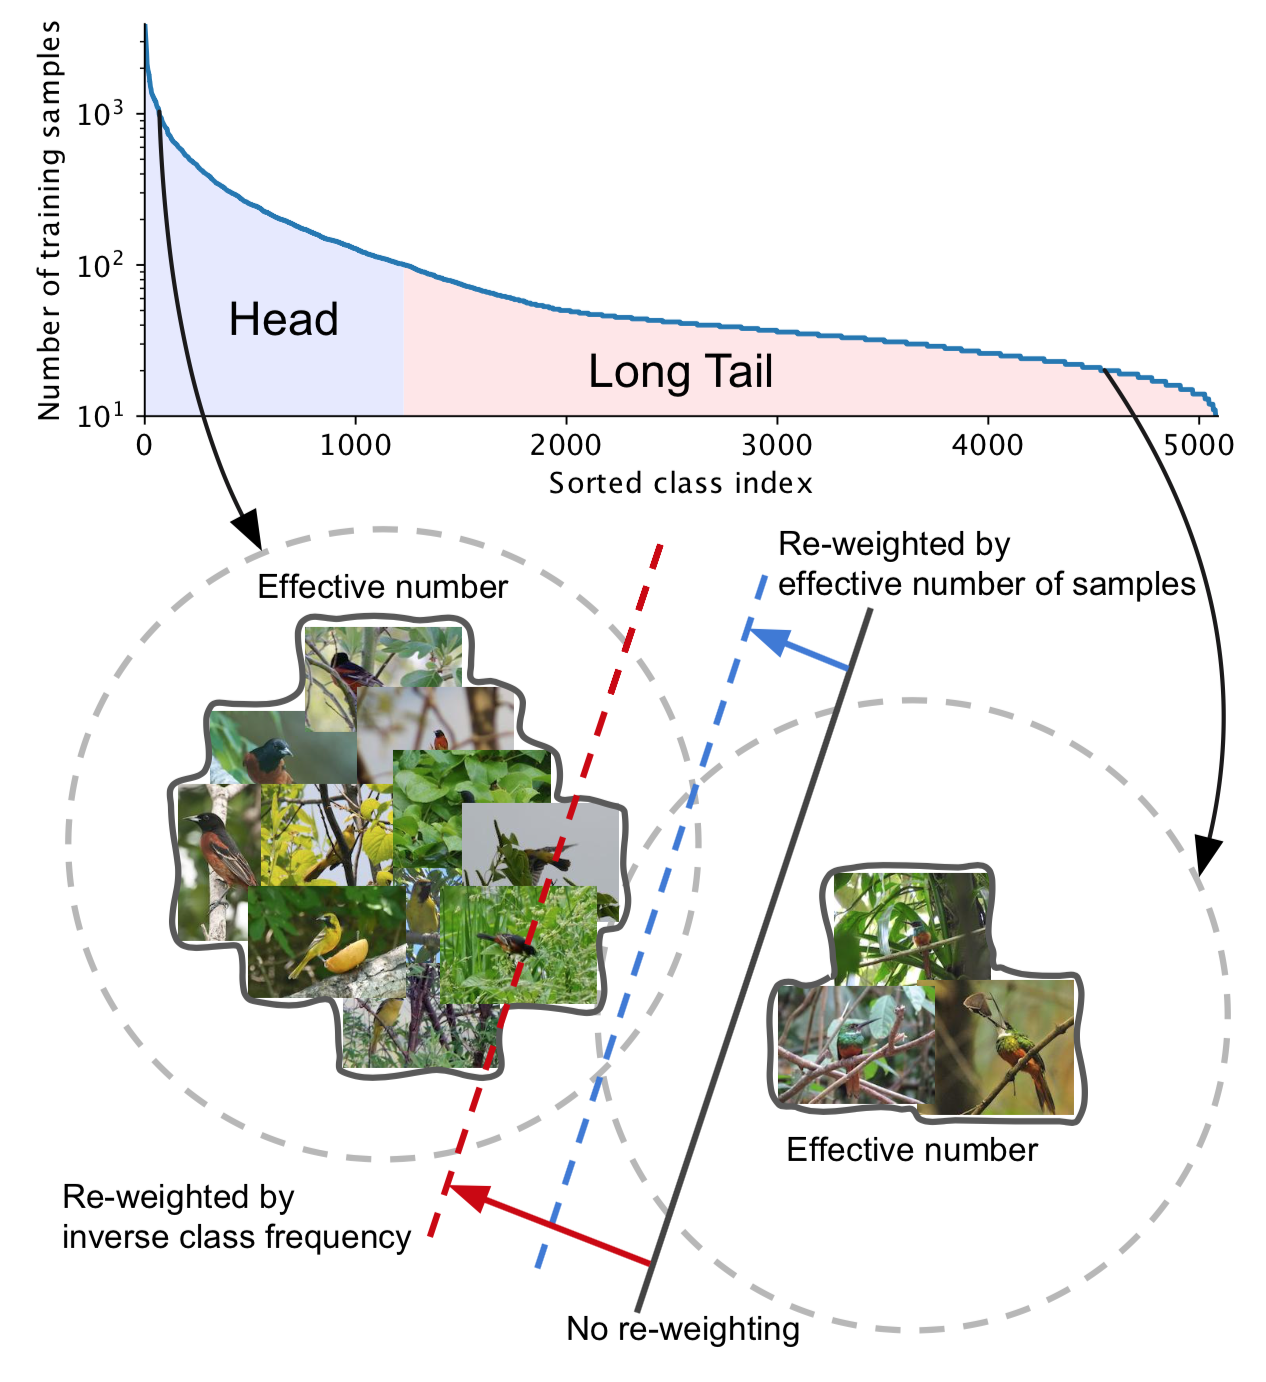 Number of training samples
10³
10²
10¹
Head
Long Tail
0 1000 2000 3000 4000 5000
Sorted class index
Re-weighted by
effective number of samples
Effective number
Effective number
Re-weighted by
inverse class frequency
No re-weighting